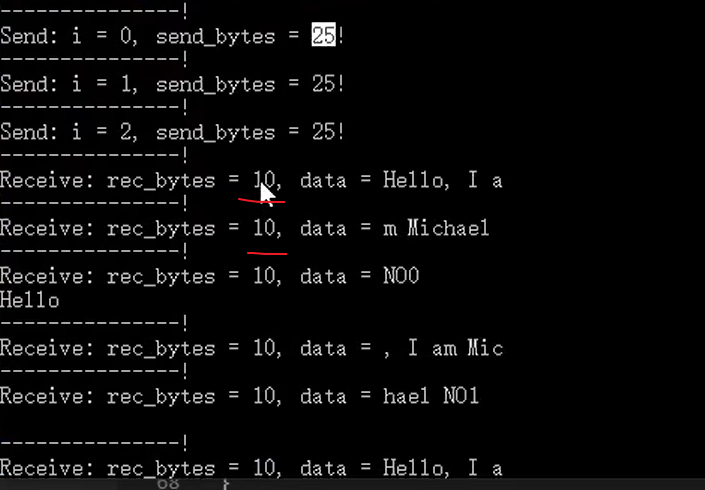 ---------------!
Send: i = 0, send_bytes = 25!
---------------!
Send: i = 1, send_bytes = 25!
---------------!
Send: i = 2, send_bytes = 25!
---------------!
Receive: rec_bytes = 10, data = Hello, I a
---------------!
Receive: rec_bytes = 10, data = m Michael
---------------!
Receive: rec_bytes = 10, data = NO0
Hello
---------------!
Receive: rec_bytes = 10, data = , I am Mic
---------------!
Receive: rec_bytes = 10, data = hael NO1
---------------!
Receive: rec_bytes = 10, data = Hello, I a
68 }